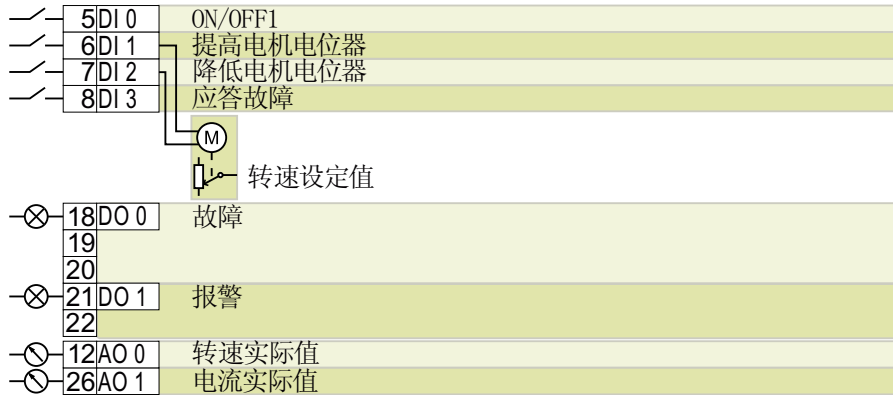 5 DI 0 ON/OFF1
6 DI 1 提高电机电位器
7 DI 2 降低电机电位器
8 DI 3 应答故障
M
转速设定值
18 DO 0 故障
19
20
21 DO 1 报警
22
12 AO 0 转速实际值
26 AO 1 电流实际值